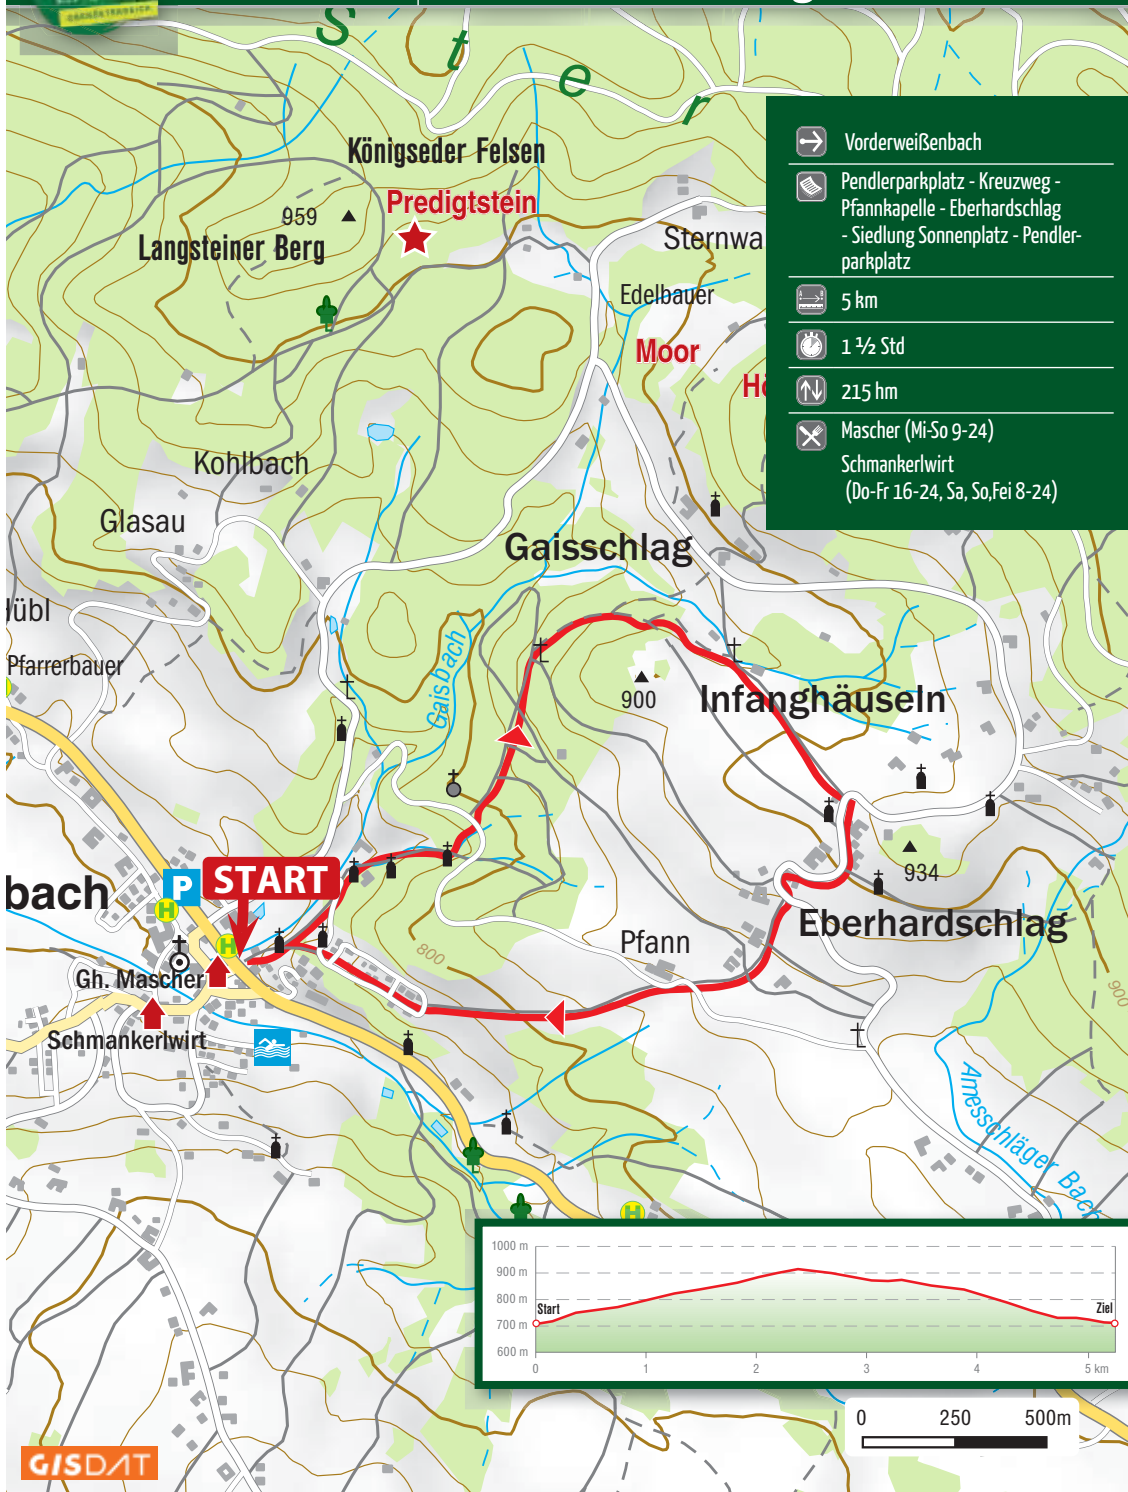 S t e r
Königseder Felsen
Predigtstein
959
Langsteiner Berg
Sternwa
Edelbauer
Moor
Hö
Vorderweißenbach
Pendlerparkplatz - Kreuzweg -
Pfannkapelle - Eberhardschlag
- Siedlung Sonnenplatz - Pendler-
parkplatz
5 km
1 ½ Std
215 hm
Mascher (Mi-So 9-24)
Schmankerlwirt
(Do-Fr 16-24, Sa, So,Fei 8-24)
Kohlbach
Glasau
Gaisschlag
Hübl
Pfarrerbauer
Gaisbach
900
Infanghäuseln
934
Eberhardschlag
bach
P
START
H
H
Pfann
800
900
Gh. Mascher
Schmankerlwirt
Amesschläger Bach
H
1000 m
900 m
800 m
700 m
600 m
Start
Ziel
0 1 2 3 4 5 km
0 250 500m
GISDAT